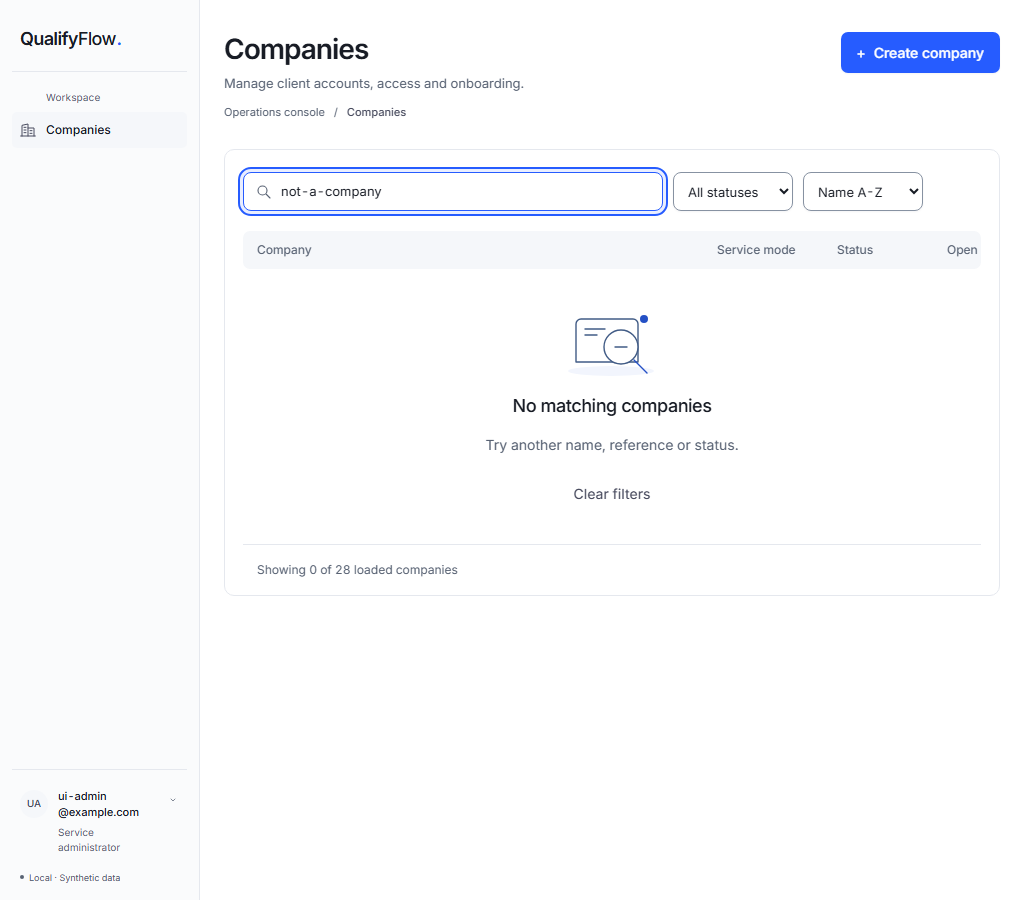 QualifyFlow.
Workspace
Companies
Companies
Manage client accounts, access and onboarding.
Operations console / Companies
+ Create company
not-a-company
All statuses
Name A-Z
Company Service mode Status Open
No matching companies
Try another name, reference or status.
Clear filters
Showing 0 of 28 loaded companies
UA
ui-admin
@example.com
Service
administrator
Local · Synthetic data